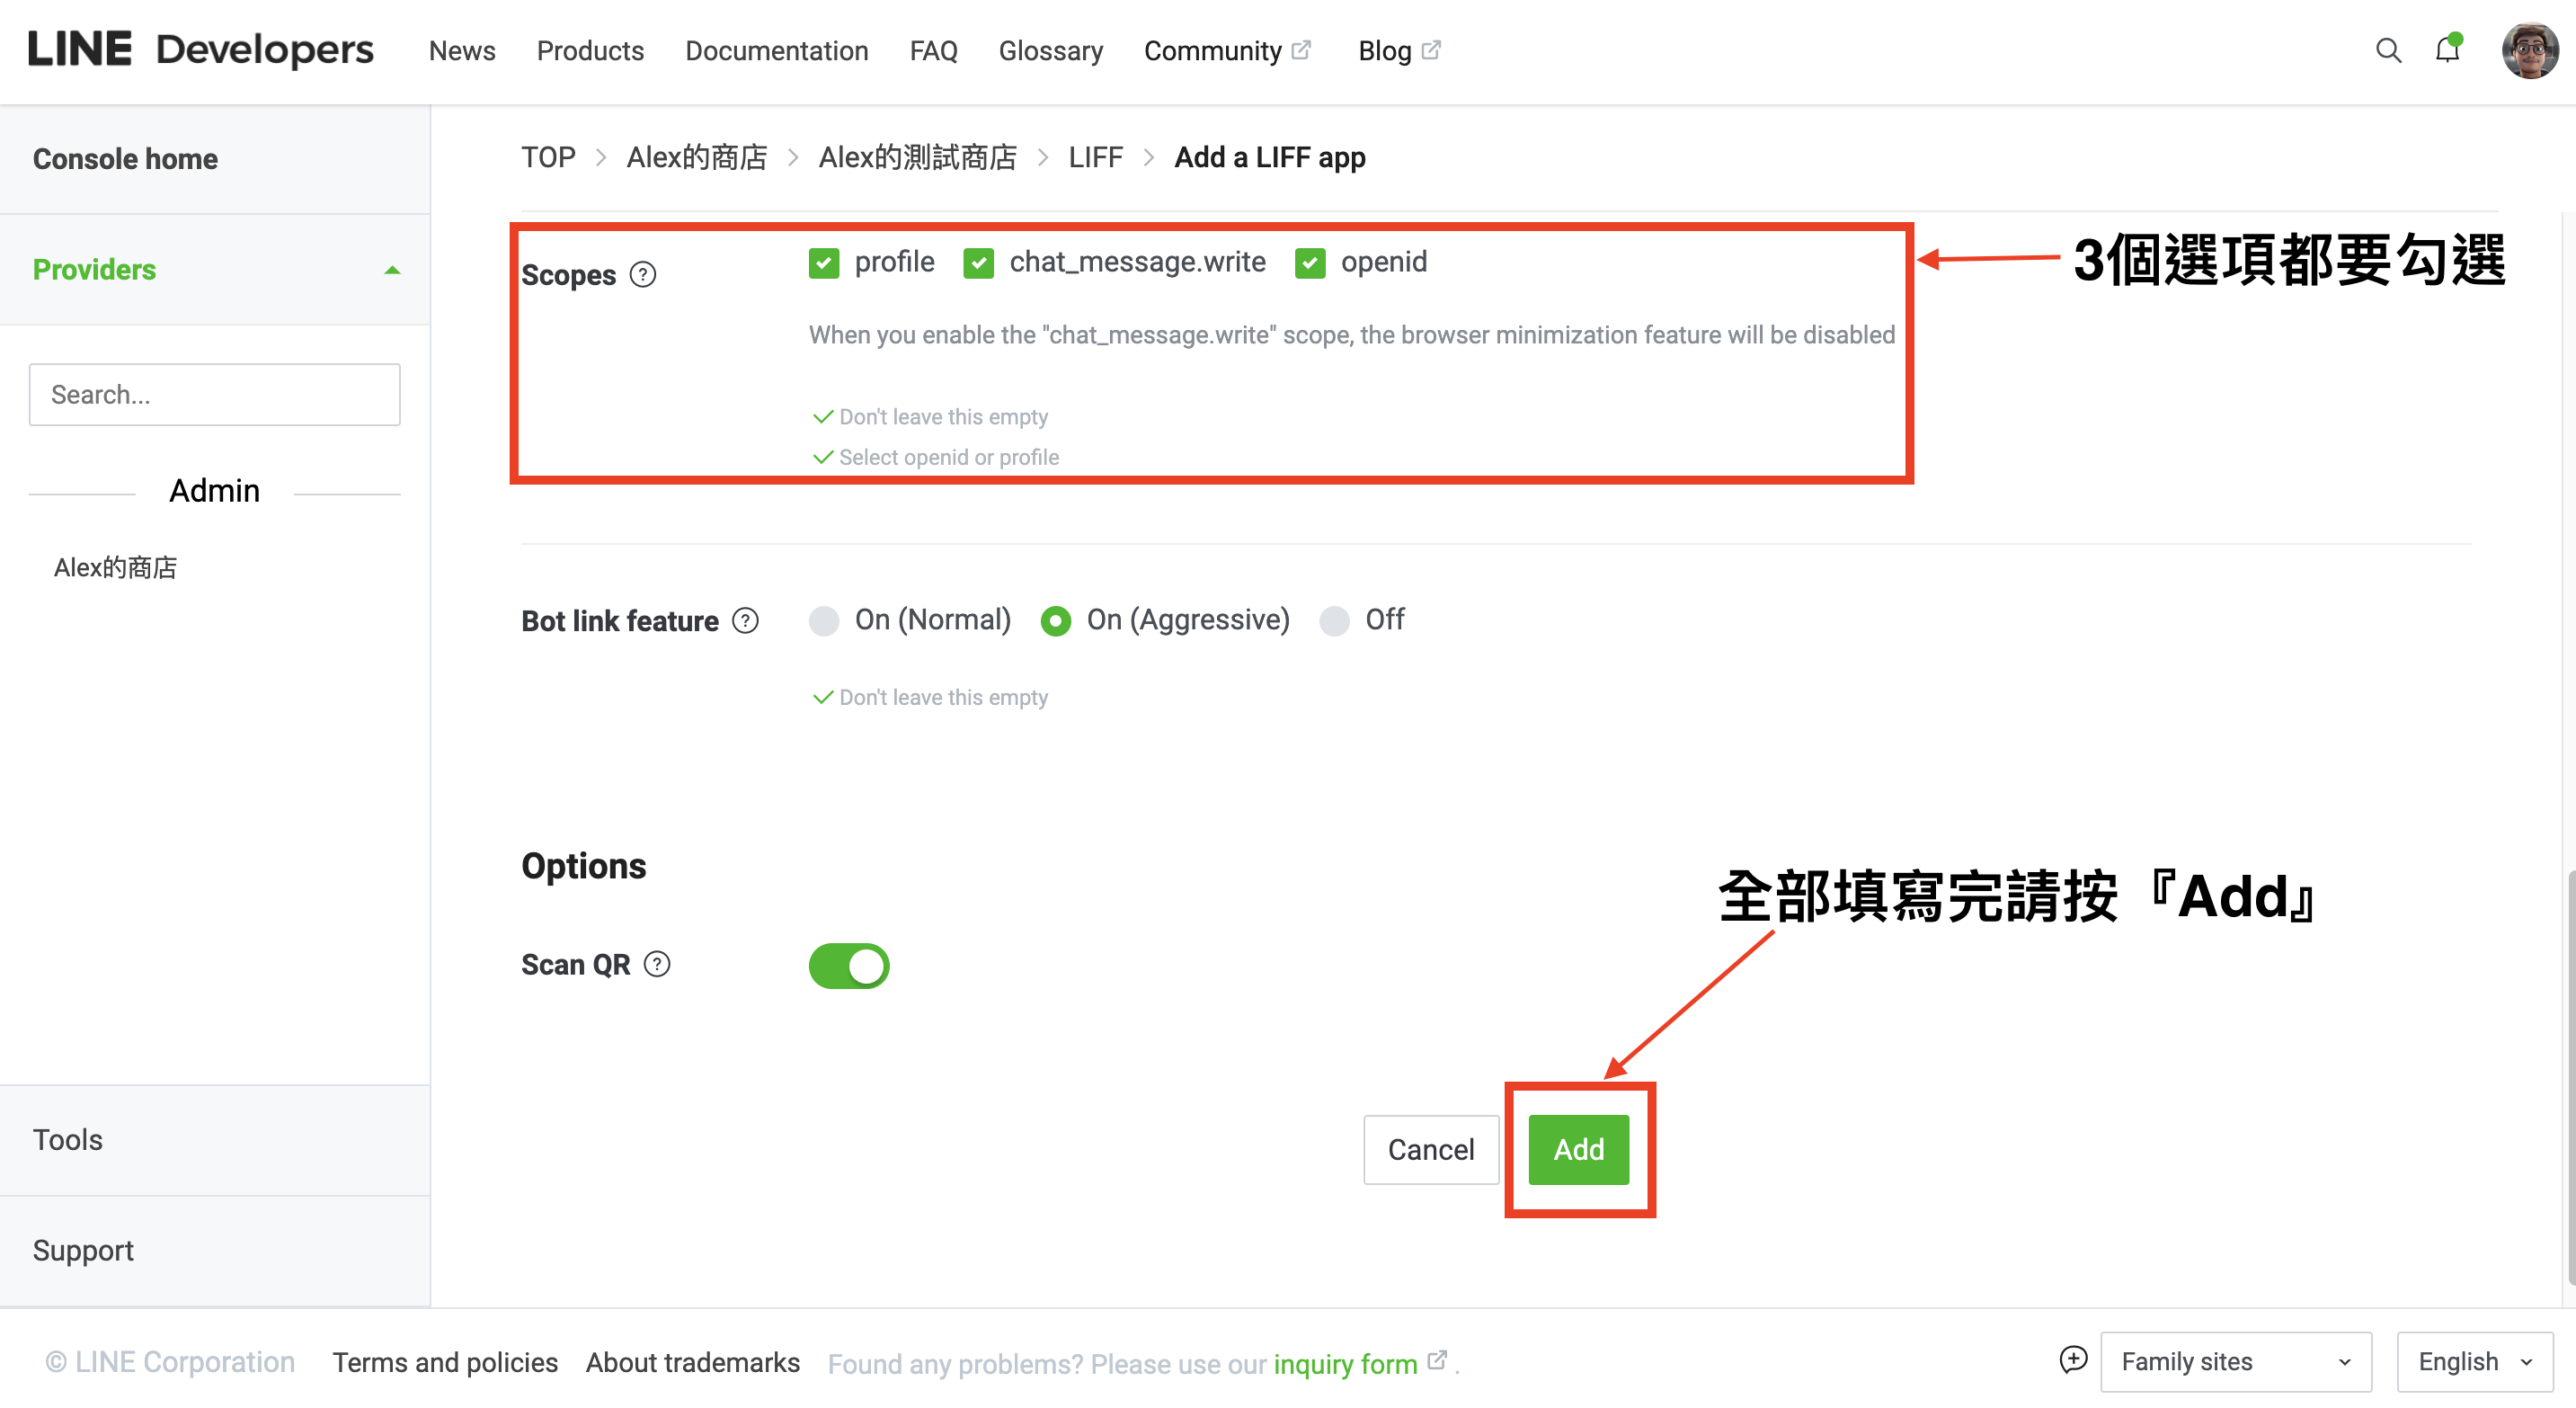 LINE Developers News Products Documentation FAQ Glossary Community Blog
Console home
Providers
Search...
Admin
Alex的商店
Tools
Support
TOP > Alex的商店 > Alex的測試商店 > LIFF > Add a LIFF app
Scopes ? profile chat_message.write openid
3個選項都要勾選
When you enable the "chat_message.write" scope, the browser minimization feature will be disabled
Don't leave this empty
Select openid or profile
Bot link feature ? On (Normal) On (Aggressive) Off
Don't leave this empty
Options
全部填寫完請按『Add』
Scan QR ?
Cancel Add
© LINE Corporation Terms and policies About trademarks Found any problems? Please use our inquiry form . Family sites English